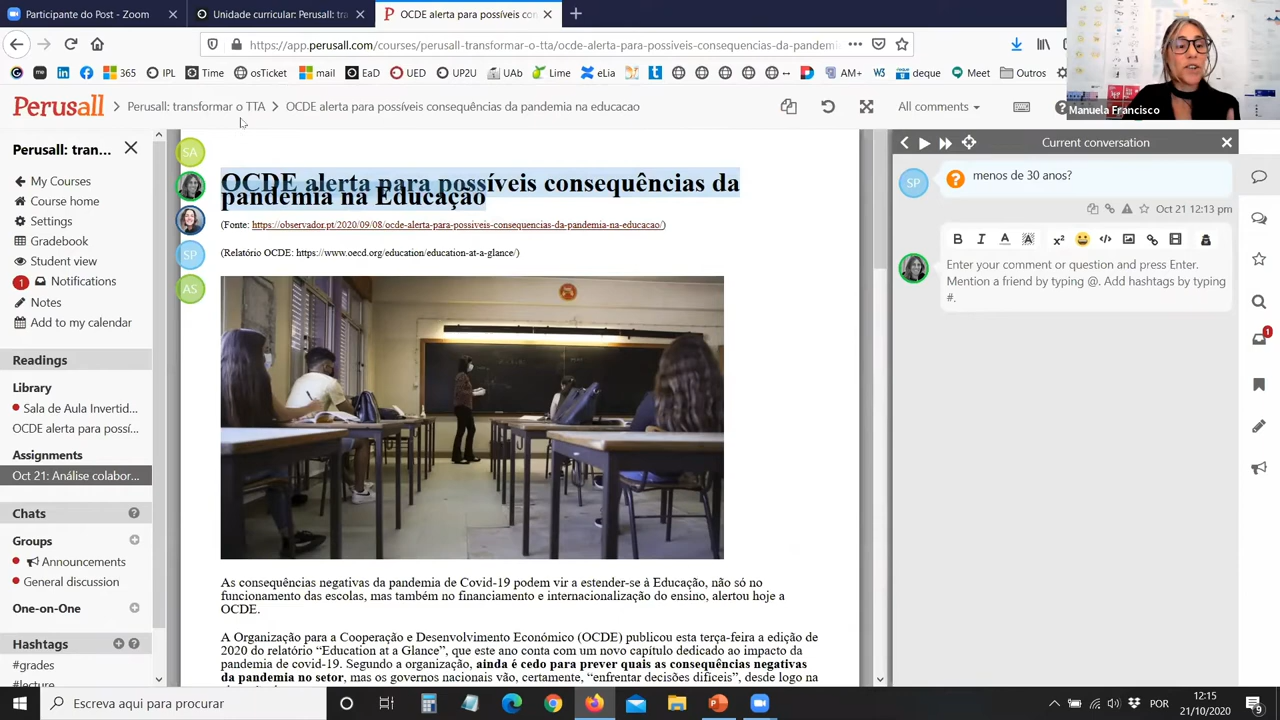 Participante do Post - Zoom
Unidade curricular: Perusall: tra
OCDE alerta para possíveis con
https://app.perusall.com/courses/perusall-transformar-o-tta/ocde-alerta-para-possiveis-consequencias-da-pandemi
365
IPL
Time
osTicket
mail
EaD
UED
UP2U
UAb
Lime
eLia
AM+
W3
deque
Outros
Manuela Francisco
Perusall
Perusall: transformar o TTA
OCDE alerta para possíveis consequências da pandemia na educacao
All comments
Perusall: tran...
My Courses
Course home
Settings
Gradebook
Student view
1
Notifications
Notes
Add to my calendar
Readings
Library
Sala de Aula Invertid...
OCDE alerta para possí...
Assignments
Oct 21: Análise colabor...
Chats
Groups
Announcements
General discussion
One-on-One
Hashtags
#grades
#lecture
SA
SP
AS
OCDE alerta para possíveis consequências da
pandemia na Educação
(Fonte: https://observador.pt/2020/09/08/ocde-alerta-para-possiveis-consequencias-da-pandemia-na-educacao/)
(Relatório OCDE: https://www.oecd.org/education/education-at-a-glance/)
As consequências negativas da pandemia de Covid-19 podem vir a estender-se à Educação, não só no
funcionamento das escolas, mas também no financiamento e internacionalização do ensino, alertou hoje a
OCDE.
A Organização para a Cooperação e Desenvolvimento Económico (OCDE) publicou esta terça-feira a edição de
2020 do relatório “Education at a Glance”, que este ano conta com um novo capítulo dedicado ao impacto da
pandemia de covid-19. Segundo a organização, ainda é cedo para prever quais as consequências negativas
da pandemia no setor, mas os governos nacionais vão, certamente, “enfrentar decisões difíceis”, desde logo na
Current conversation
SP
menos de 30 anos?
Oct 21 12:13 pm
Enter your comment or question and press Enter.
Mention a friend by typing @. Add hashtags by typing
#.
1
Escreva aqui para procurar
POR
12:15
21/10/2020
9